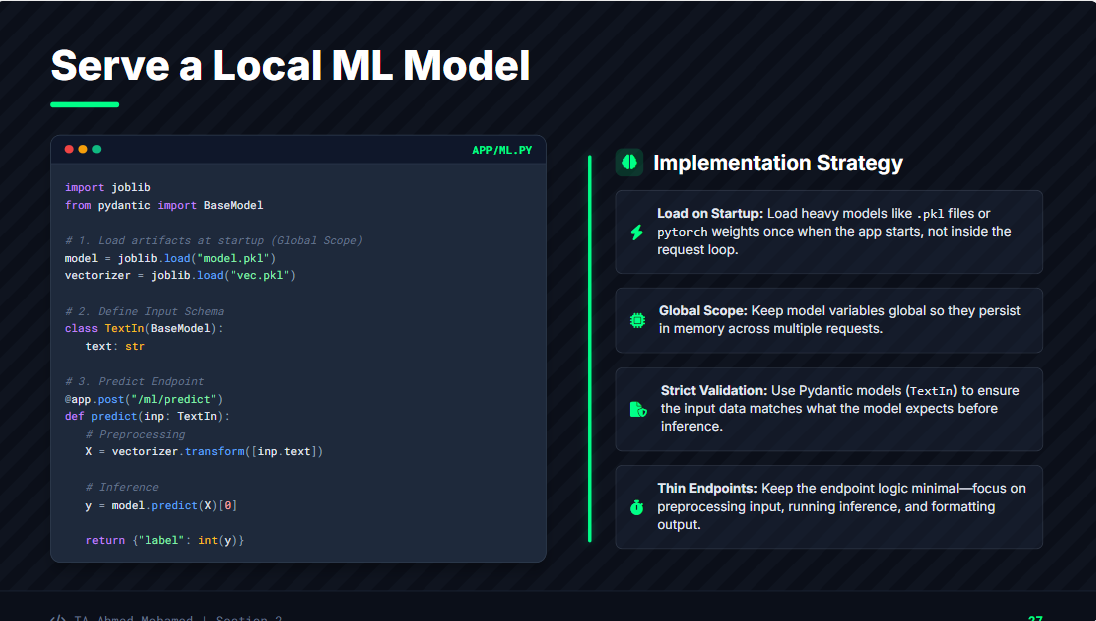 Serve a Local ML Model
APP/ML.PY
import joblib
from pydantic import BaseModel
# 1. Load artifacts at startup (Global Scope)
model = joblib.load("model.pkl")
vectorizer = joblib.load("vec.pkl")
# 2. Define Input Schema
class TextIn(BaseModel):
text: str
# 3. Predict Endpoint
@app.post("/ml/predict")
def predict(inp: TextIn):
# Preprocessing
X = vectorizer.transform([inp.text])
# Inference
y = model.predict(X)[0]
return {"label": int(y)}
Implementation Strategy
Load on Startup: Load heavy models like .pkl files or
pytorch weights once when the app starts, not inside the
request loop.
Global Scope: Keep model variables global so they persist
in memory across multiple requests.
Strict Validation: Use Pydantic models (TextIn) to ensure
the input data matches what the model expects before
inference.
Thin Endpoints: Keep the endpoint logic minimal—focus on
preprocessing input, running inference, and formatting
output.
</> TA Ahmed Mohamed | Section 2
27